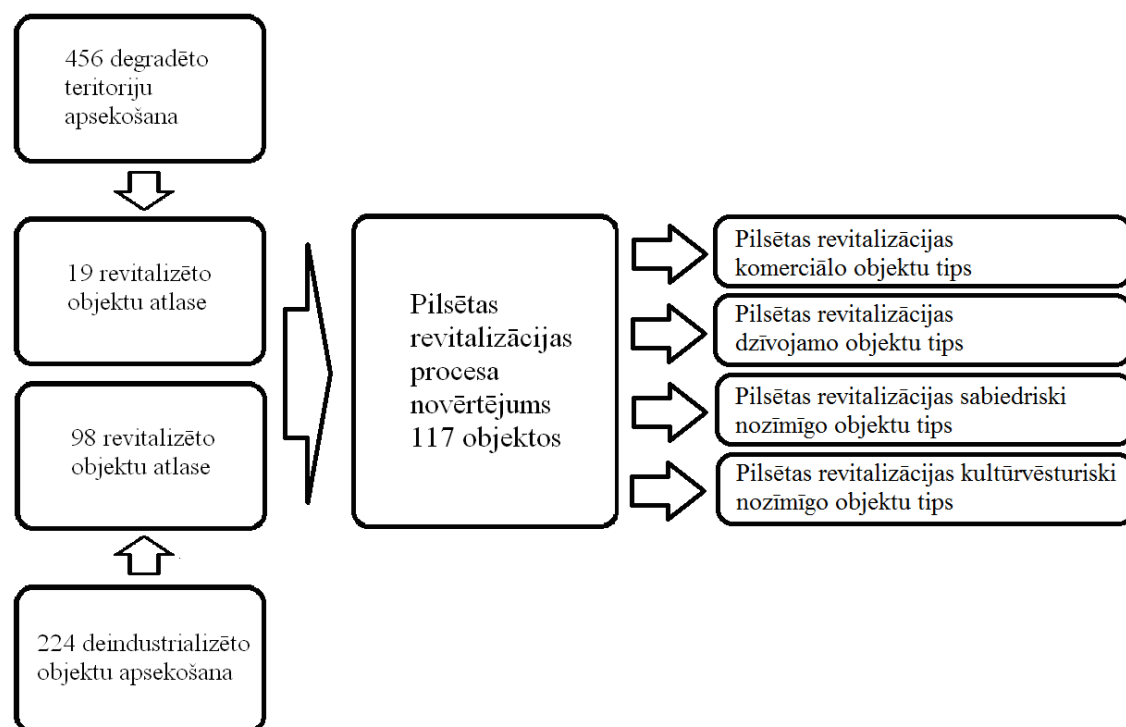 456 degradēto
teritoriju
apsekošana
19 revitalizēto
objektu atlase
98 revitalizēto
objektu atlase
224 deindustrializēto
objektu apsekošana
Pilsētas
revitalizācijas
procesa
novērtējums
117 objektos
Pilsētas revitalizācijas
komerciālo objektu tips
Pilsētas revitalizācijas
dzīvojamo objektu tips
Pilsētas revitalizācijas sabiedriski
nozīmīgo objektu tips
Pilsētas revitalizācijas kultūrvēsturiski
nozīmīgo objektu tips